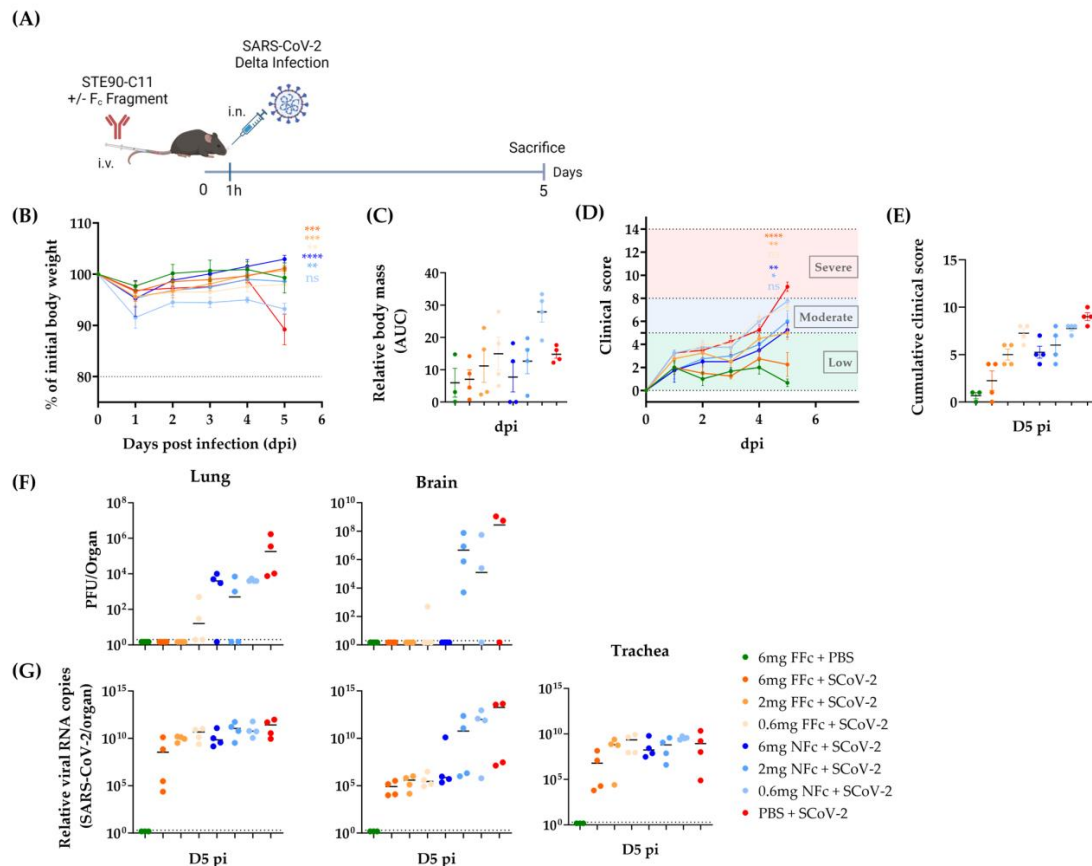 (A)
SARS-CoV-2
Delta Infection
STE90-C11
+/- Fc Fragment
i.n.
i.v.
Sacrifice
Days
0
1h
5
(B)
% of initial body weight
110
100
90
80
0
1
2
3
4
5
6
Days post infection (dpi)
***
***
****
**
ns
(C)
Relative body mass
(AUC)
40
30
20
10
0
dpi
(D)
Clinical score
14
12
10
8
6
4
2
0
0
2
4
6
dpi
****
**
**
*
ns
Severe
Moderate
Low
(E)
Cumulative clinical score
15
10
5
0
D5 pi
(F)
Lung
PFU/Organ
10^8
10^6
10^4
10^2
10^0
Brain
10^10
10^8
10^6
10^4
10^2
10^0
(G)
Relative viral RNA copies
(SARS-CoV-2/organ)
10^15
10^10
10^5
10^0
D5 pi
10^15
10^10
10^5
10^0
D5 pi
Trachea
10^15
10^10
10^5
10^0
D5 pi
6mg FFc + PBS
6mg FFc + SCoV-2
2mg FFc + SCoV-2
0.6mg FFc + SCoV-2
6mg NFc + SCoV-2
2mg NFc + SCoV-2
0.6mg NFc + SCoV-2
PBS + SCoV-2